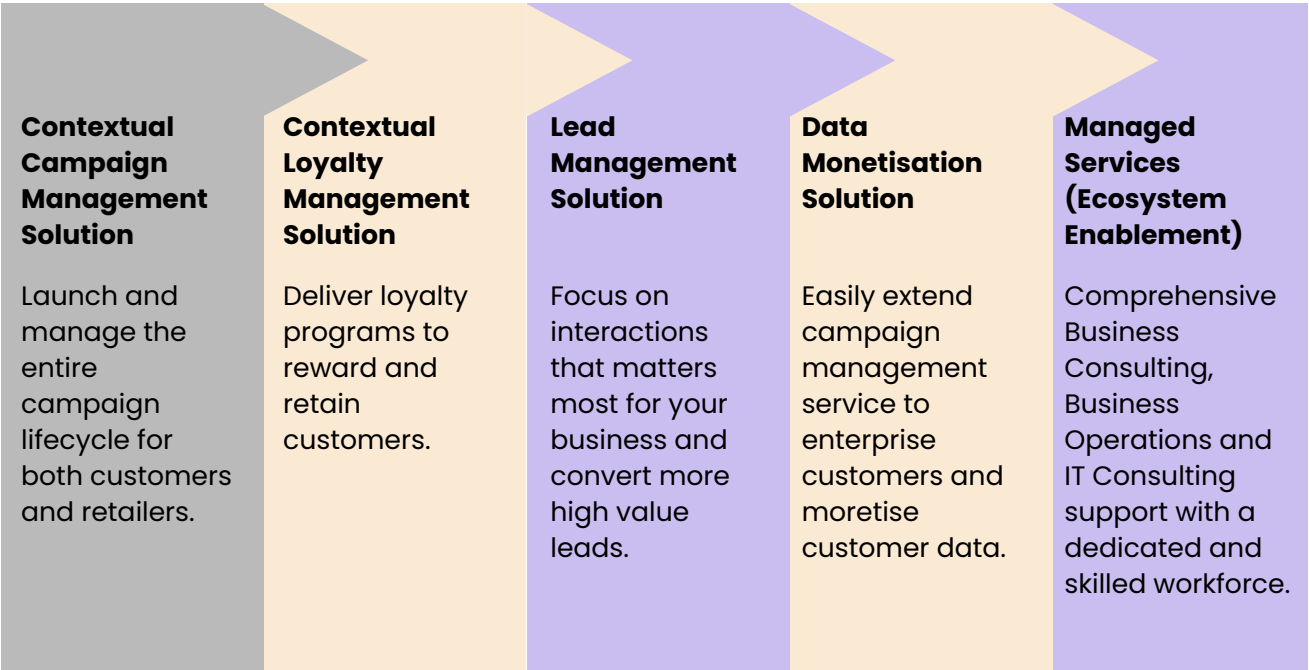 Contextual
Campaign
Management
Solution
Launch and
manage the
entire
campaign
lifecycle for
both customers
and retailers.
Contextual
Loyalty
Management
Solution
Deliver loyalty
programs to
reward and
retain
customers.
Lead
Management
Solution
Focus on
interactions
that matters
most for your
business and
convert more
high value
leads.
Data
Monetisation
Solution
Easily extend
campaign
management
service to
enterprise
customers and
moretise
customer data.
Managed
Services
(Ecosystem
Enablement)
Comprehensive
Business
Consulting,
Business
Operations and
IT Consulting
support with a
dedicated and
skilled workforce.